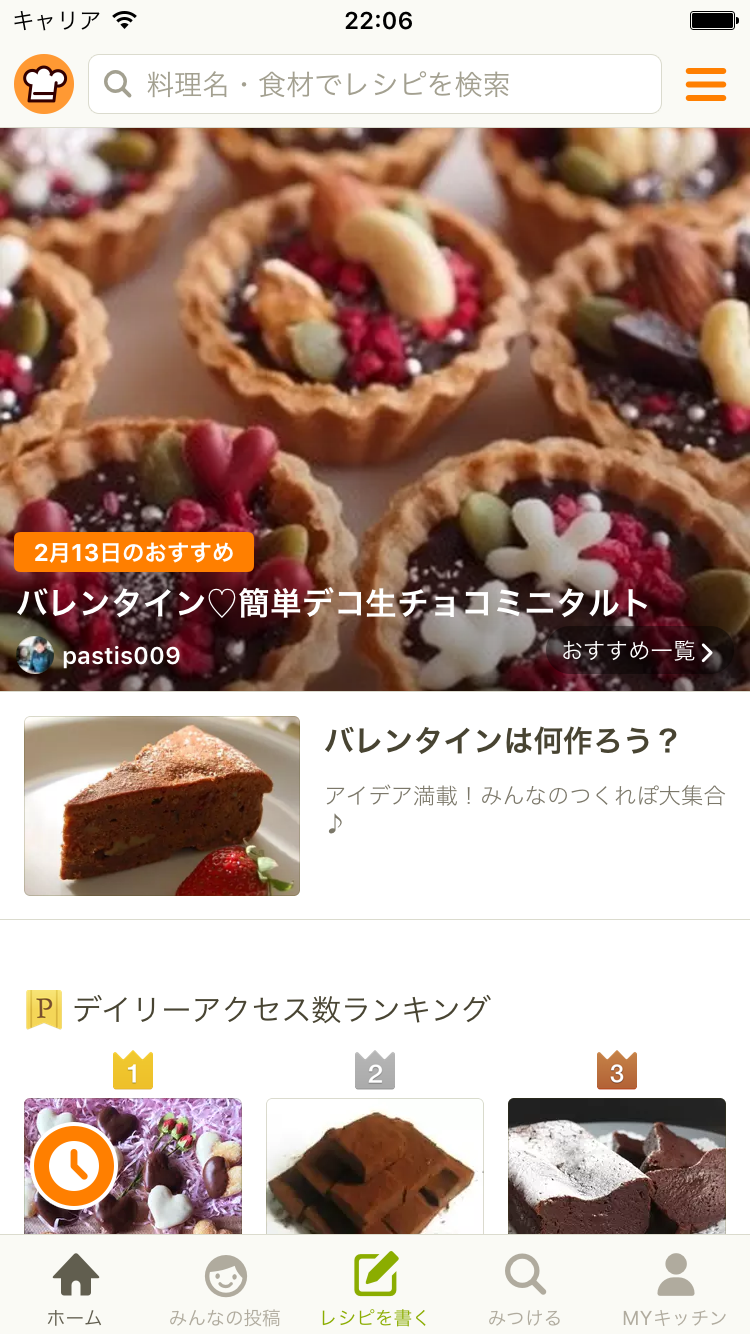 キャリア 22:06
料理名・食材でレシピを検索
2月13日のおすすめ
バレンタイン♡簡単デコ生チョコミニタルト
pastis009 おすすめ一覧
バレンタインは何作ろう？
アイデア満載！みんなのつくれぽ大集合
♪
P デイリーアクセス数ランキング
1 2 3
ホーム みんなの投稿 レシピを書く みつける MYキッチン